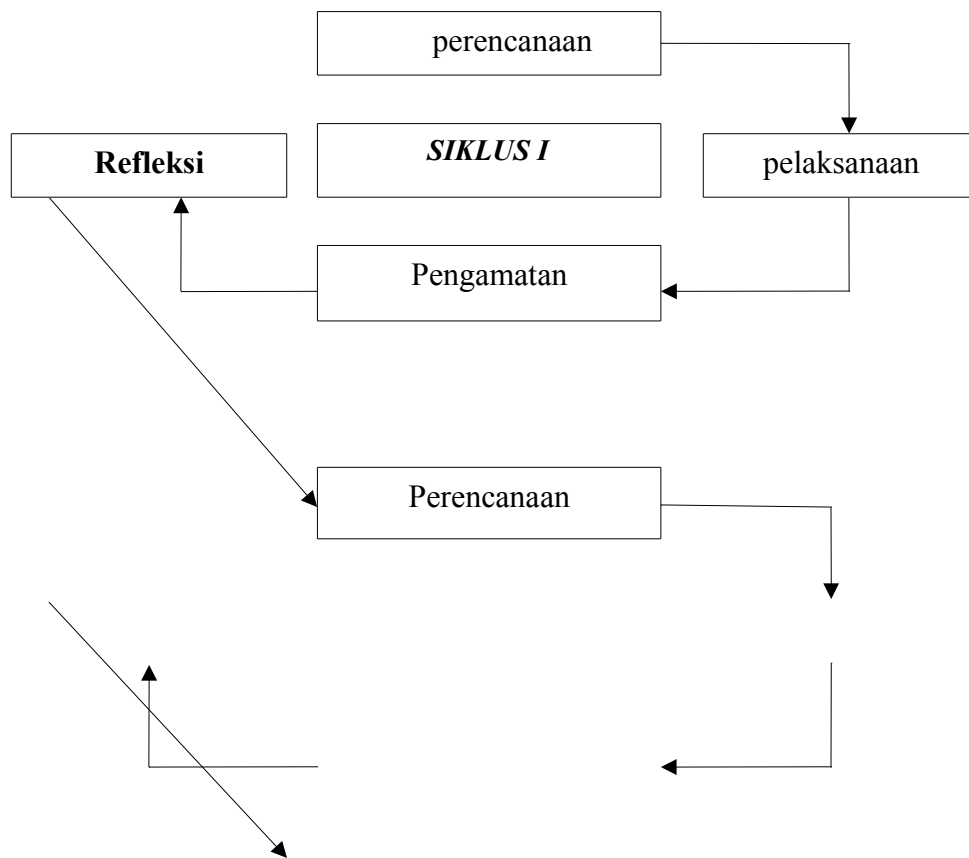 perencanaan
Refleksi
SIKLUS I
pelaksanaan
Pengamatan
Perencanaan